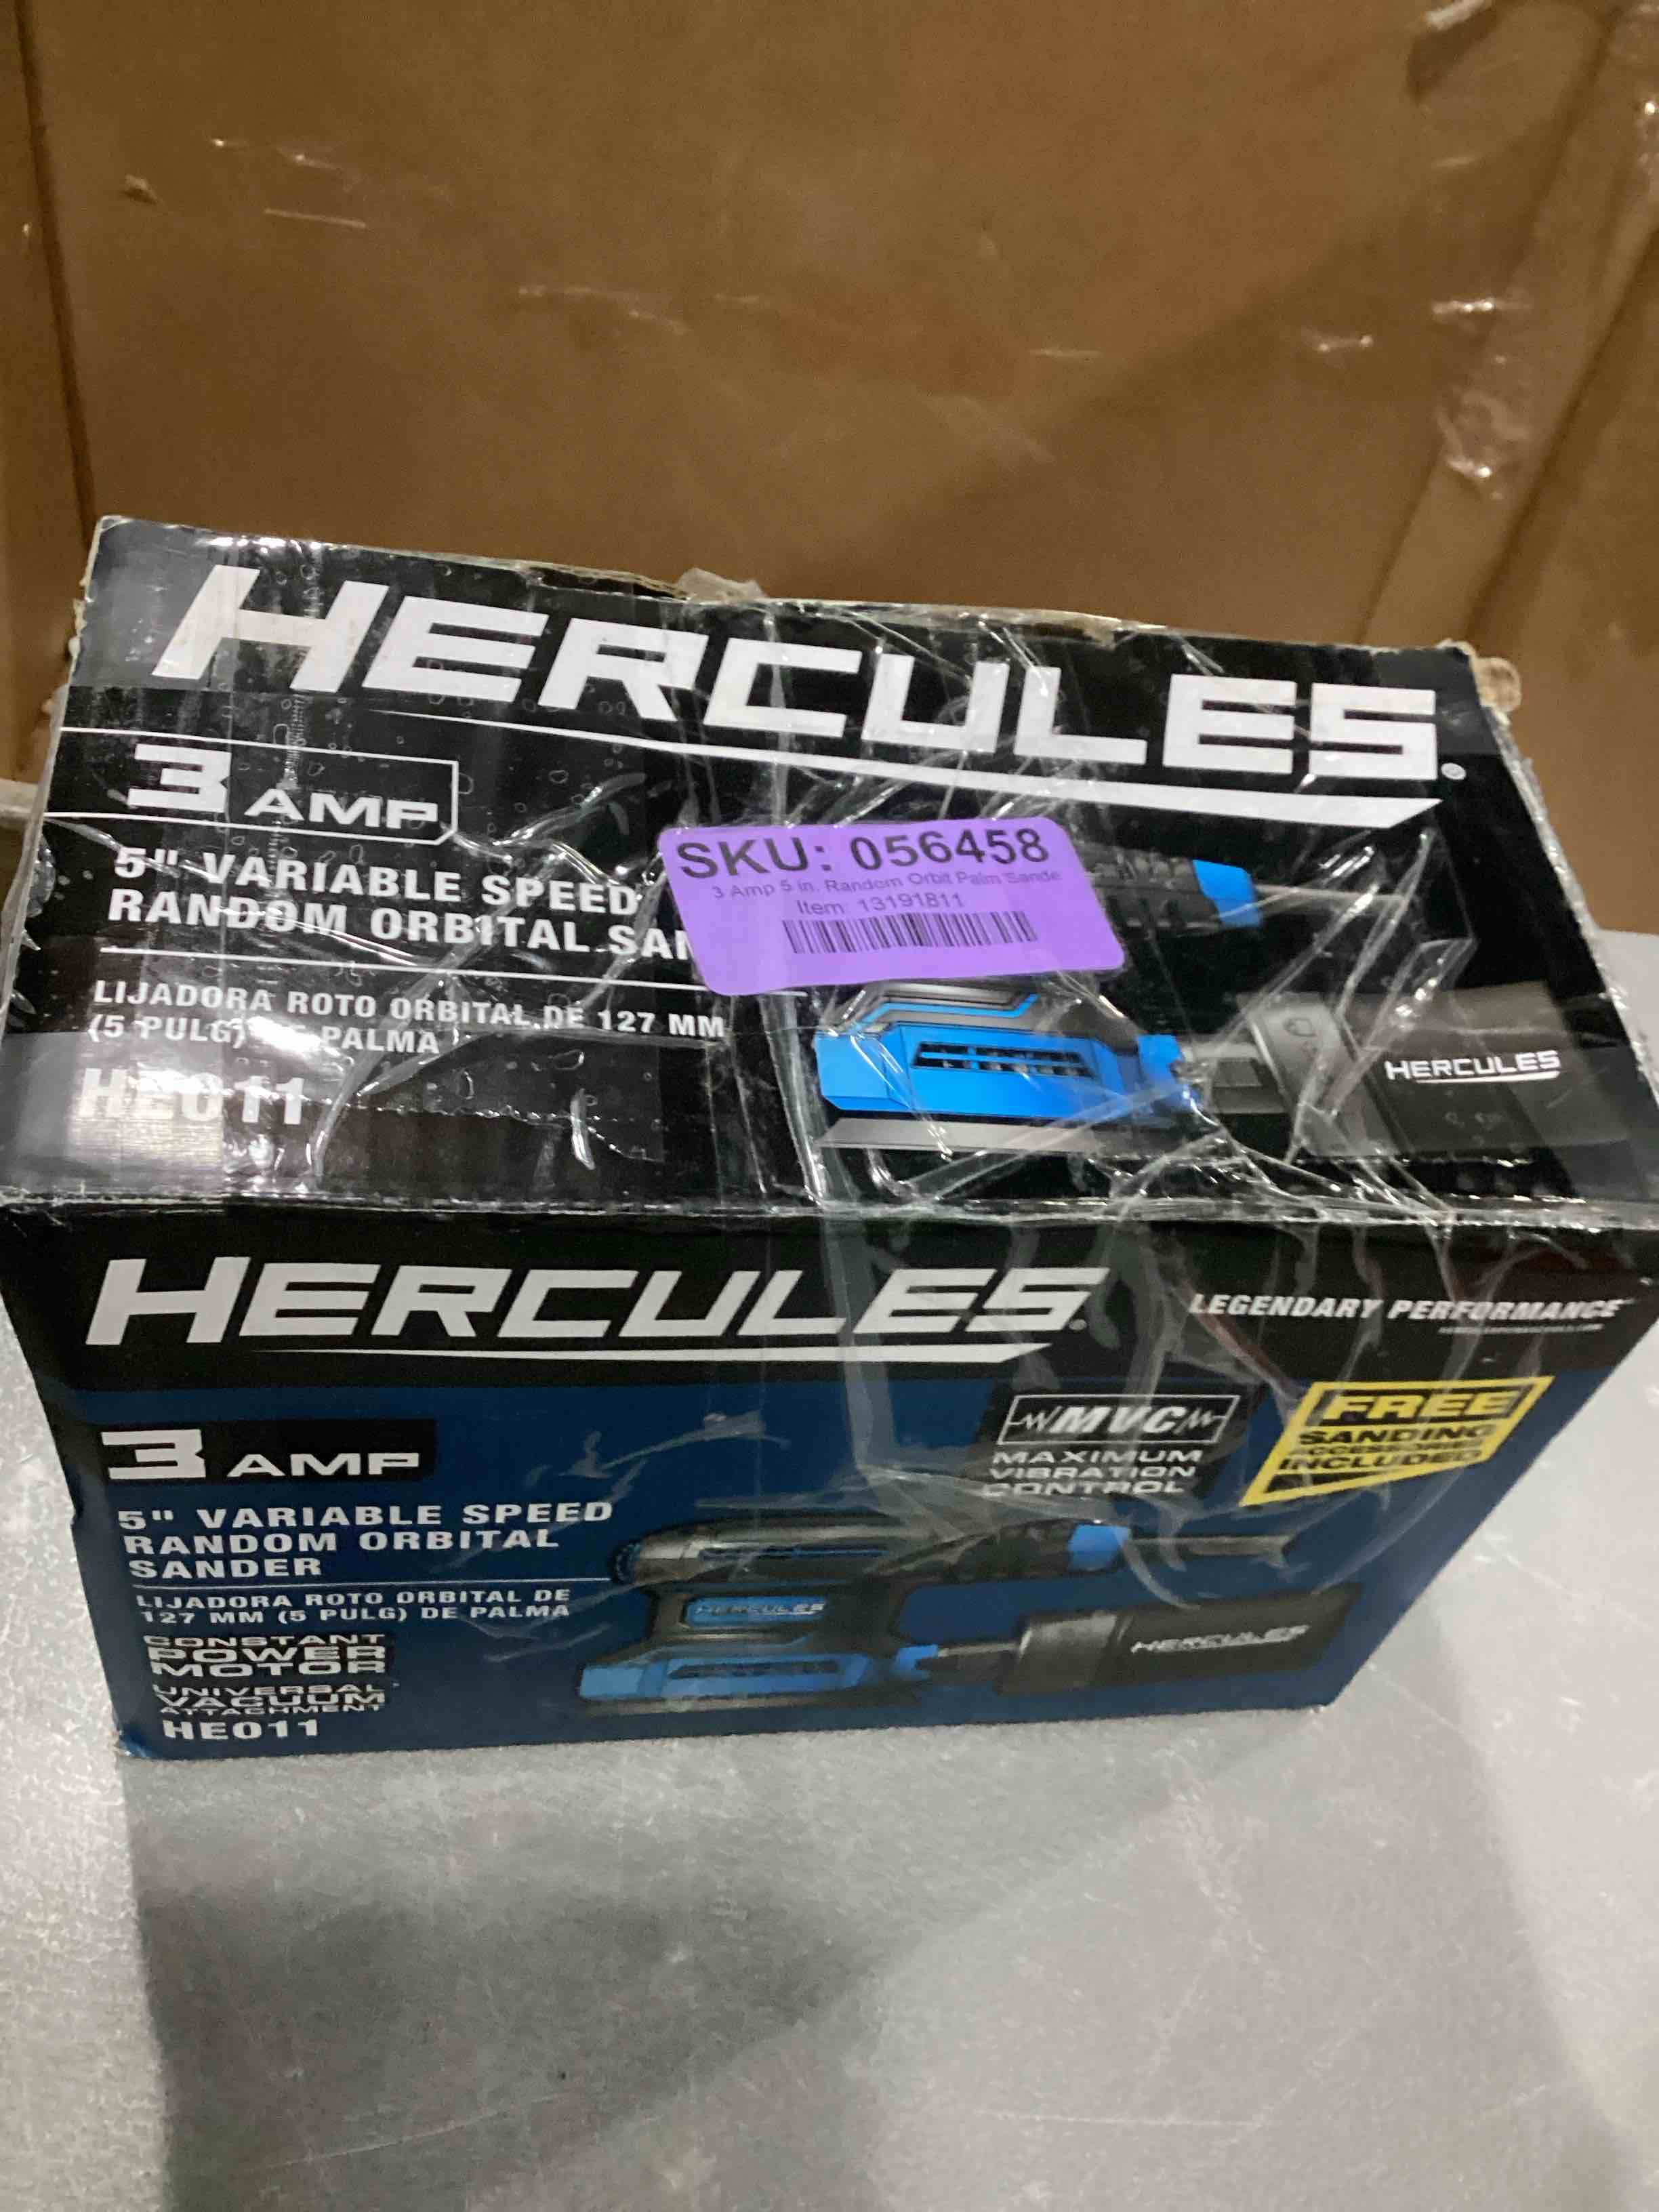 HERCULES®
3 AMP
5" VARIABLE SPEED
RANDOM ORBITAL SAN
LIJADORA ROTO ORBITAL DE 127 MM
(5 PULG) DE PALMA
HE011
SKU: 056458
3 Amp 5 in. Random Orbit Palm Sande
Item: 13191811
HERCULES
HERCULES®
LEGENDARY PERFORMANCE™
3 AMP
5" VARIABLE SPEED
RANDOM ORBITAL
SANDER
LIJADORA ROTO ORBITAL DE
127 MM (5 PULG) DE PALMA
CONSTANT
POWER
MOTOR
UNIVERSAL
VACUUM
ATTACHMENT
HE011
MVC
MAXIMUM
VIBRATION
CONTROL
FREE
SANDING
ACCESSORIES
INCLUDED
HERCULES
HERCULES